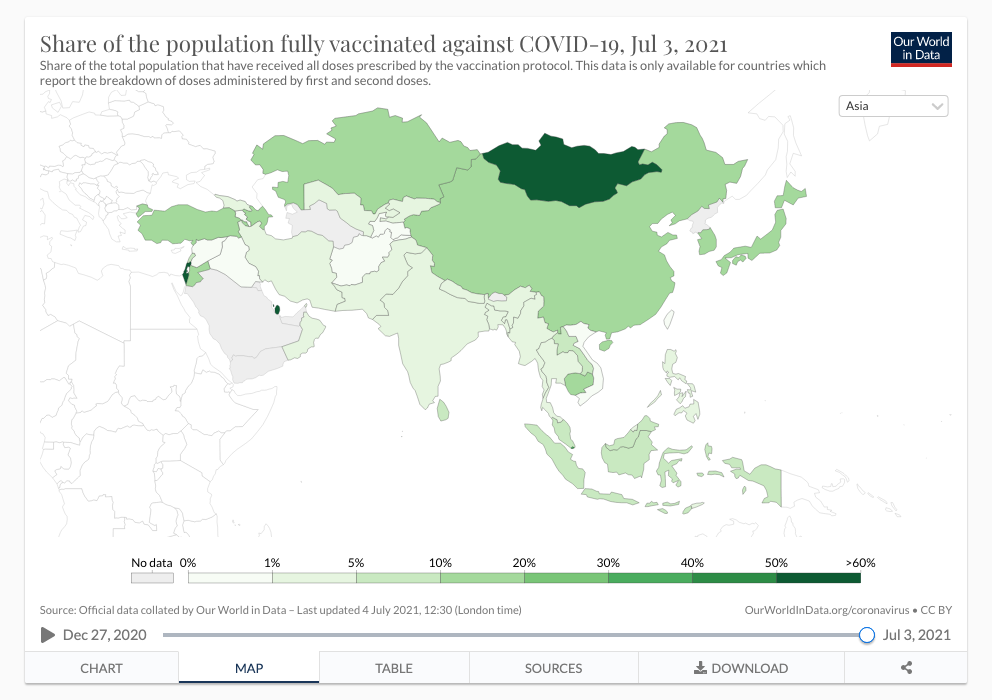 Share of the population fully vaccinated against COVID-19, Jul 3, 2021
Share of the total population that have received all doses prescribed by the vaccination protocol. This data is only available for countries which
report the breakdown of doses administered by first and second doses.
Our World
in Data
Asia
No data 0% 1% 5% 10% 20% 30% 40% 50% >60%
Source: Official data collated by Our World in Data – Last updated 4 July 2021, 12:30 (London time)
OurWorldInData.org/coronavirus • CC BY
Dec 27, 2020
Jul 3, 2021
CHART MAP TABLE SOURCES DOWNLOAD